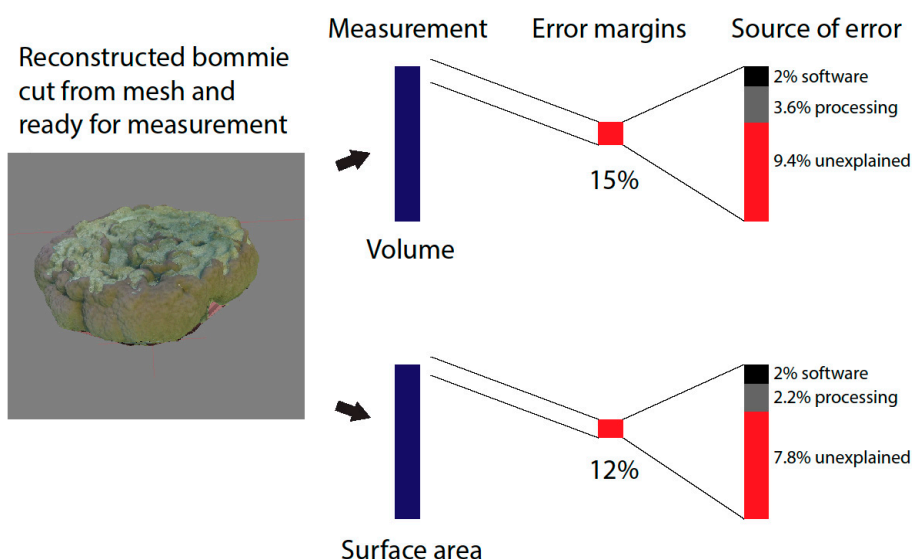 Measurement
Error margins
Source of error
Reconstructed bommie
cut from mesh and
ready for measurement
2% software
3.6% processing
9.4% unexplained
15%
Volume
2% software
2.2% processing
7.8% unexplained
12%
Surface area